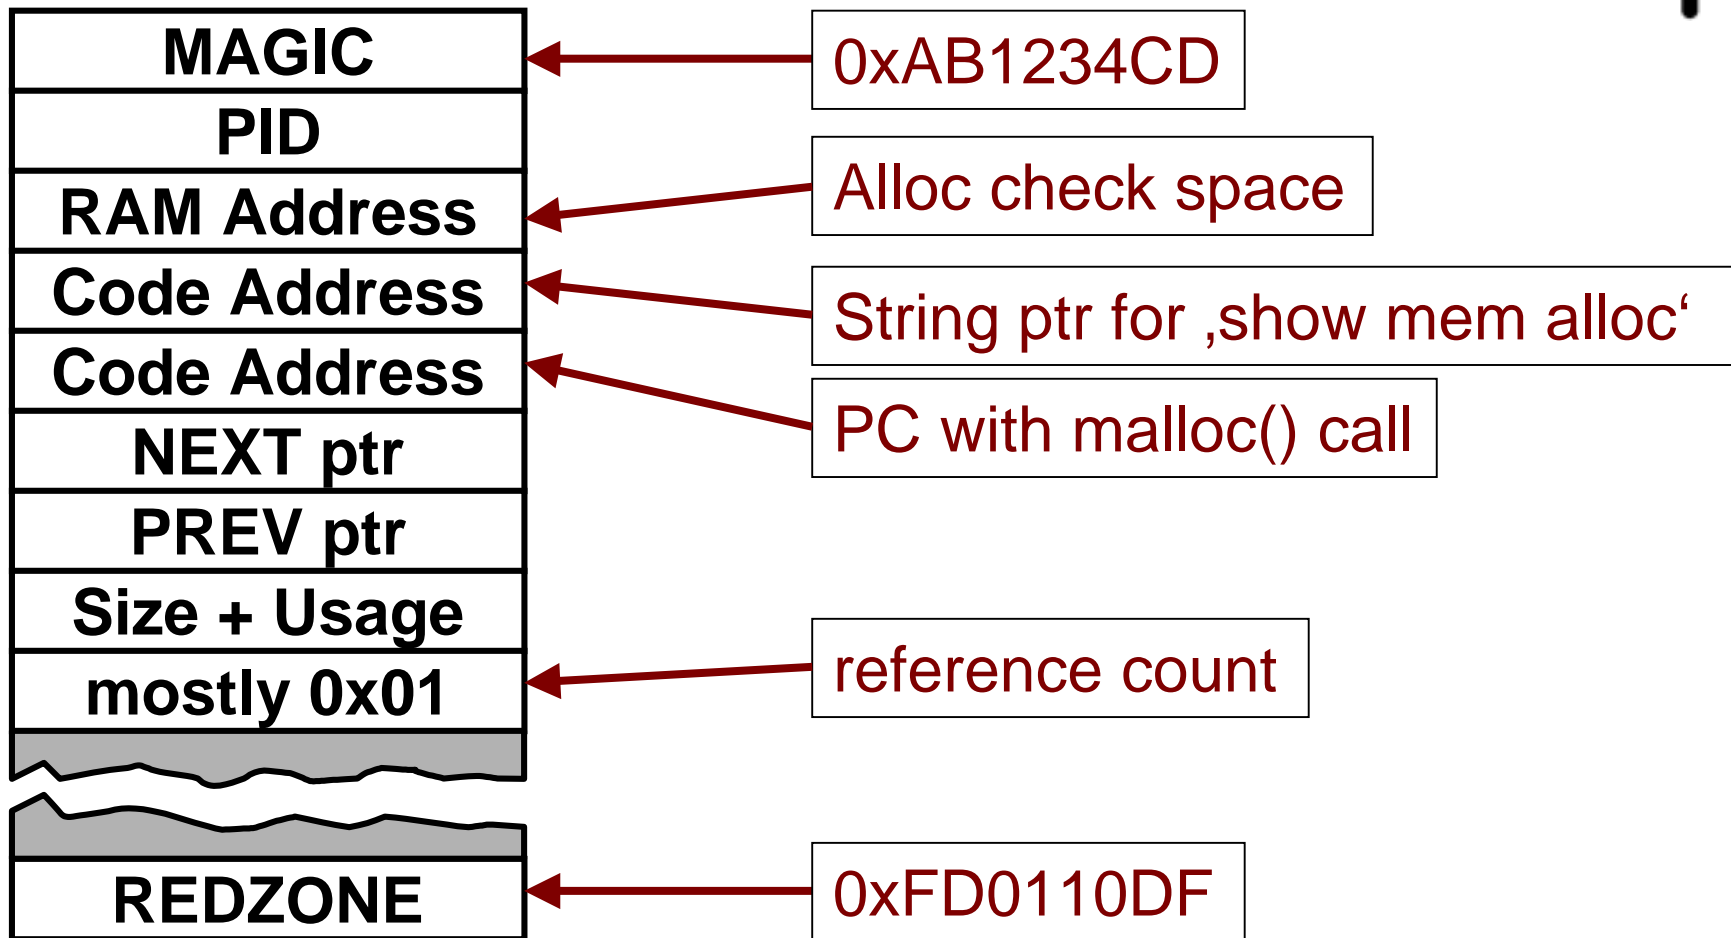 MAGIC
0xAB1234CD
PID
RAM Address
Alloc check space
Code Address
String ptr for ‚show mem alloc‘
Code Address
PC with malloc() call
NEXT ptr
PREV ptr
Size + Usage
mostly 0x01
reference count
REDZONE
0xFD0110DF